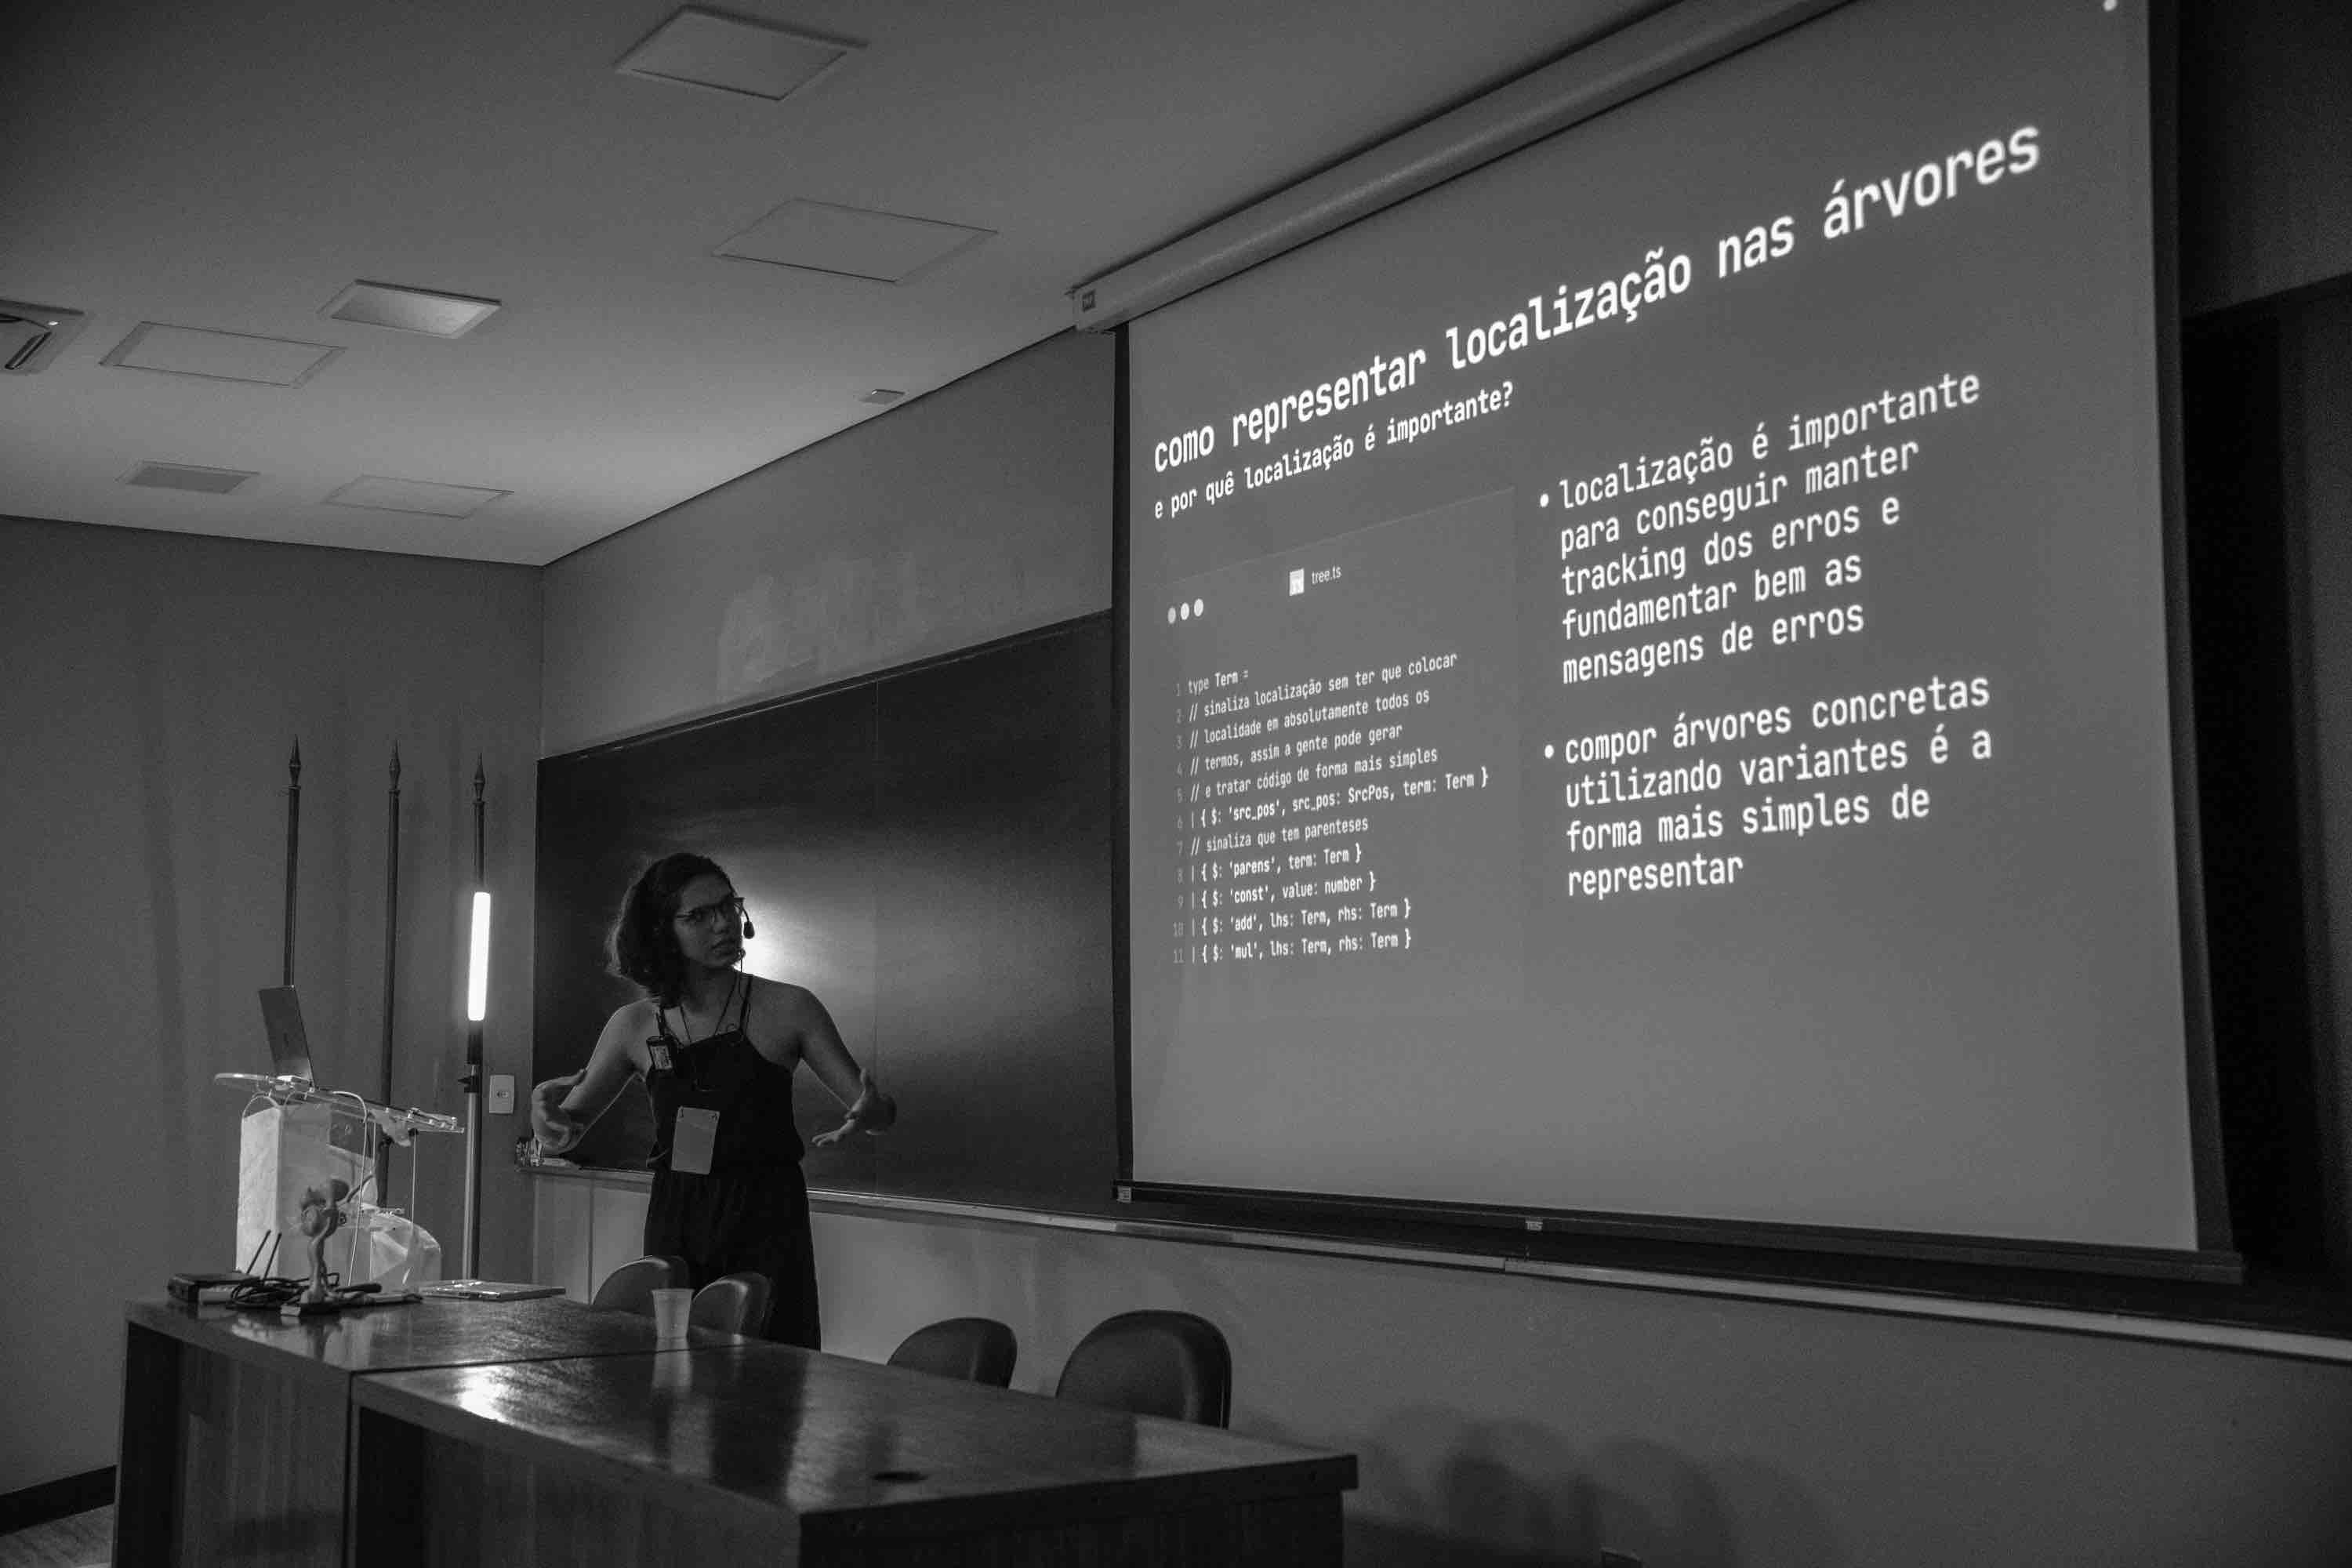 como representar localização nas árvores
e por quê localização é importante?
tree.ts
1 type Term =
2 // sinaliza localização sem ter que colocar
3 // localidade em absolutamente todos os
4 // termos, assim a gente pode gerar
5 // e tratar código de forma mais simples
6 | { $: 'src_pos', src_pos: SrcPos, term: Term }
7 // sinaliza que tem parenteses
8 | { $: 'parens', term: Term }
9 | { $: 'const', value: number }
10 | { $: 'add', lhs: Term, rhs: Term }
11 | { $: 'mul', lhs: Term, rhs: Term }
• localização é importante
para conseguir manter
tracking dos erros e
fundamentar bem as
mensagens de erros
• compor árvores concretas
utilizando variantes é a
forma mais simples de
representar